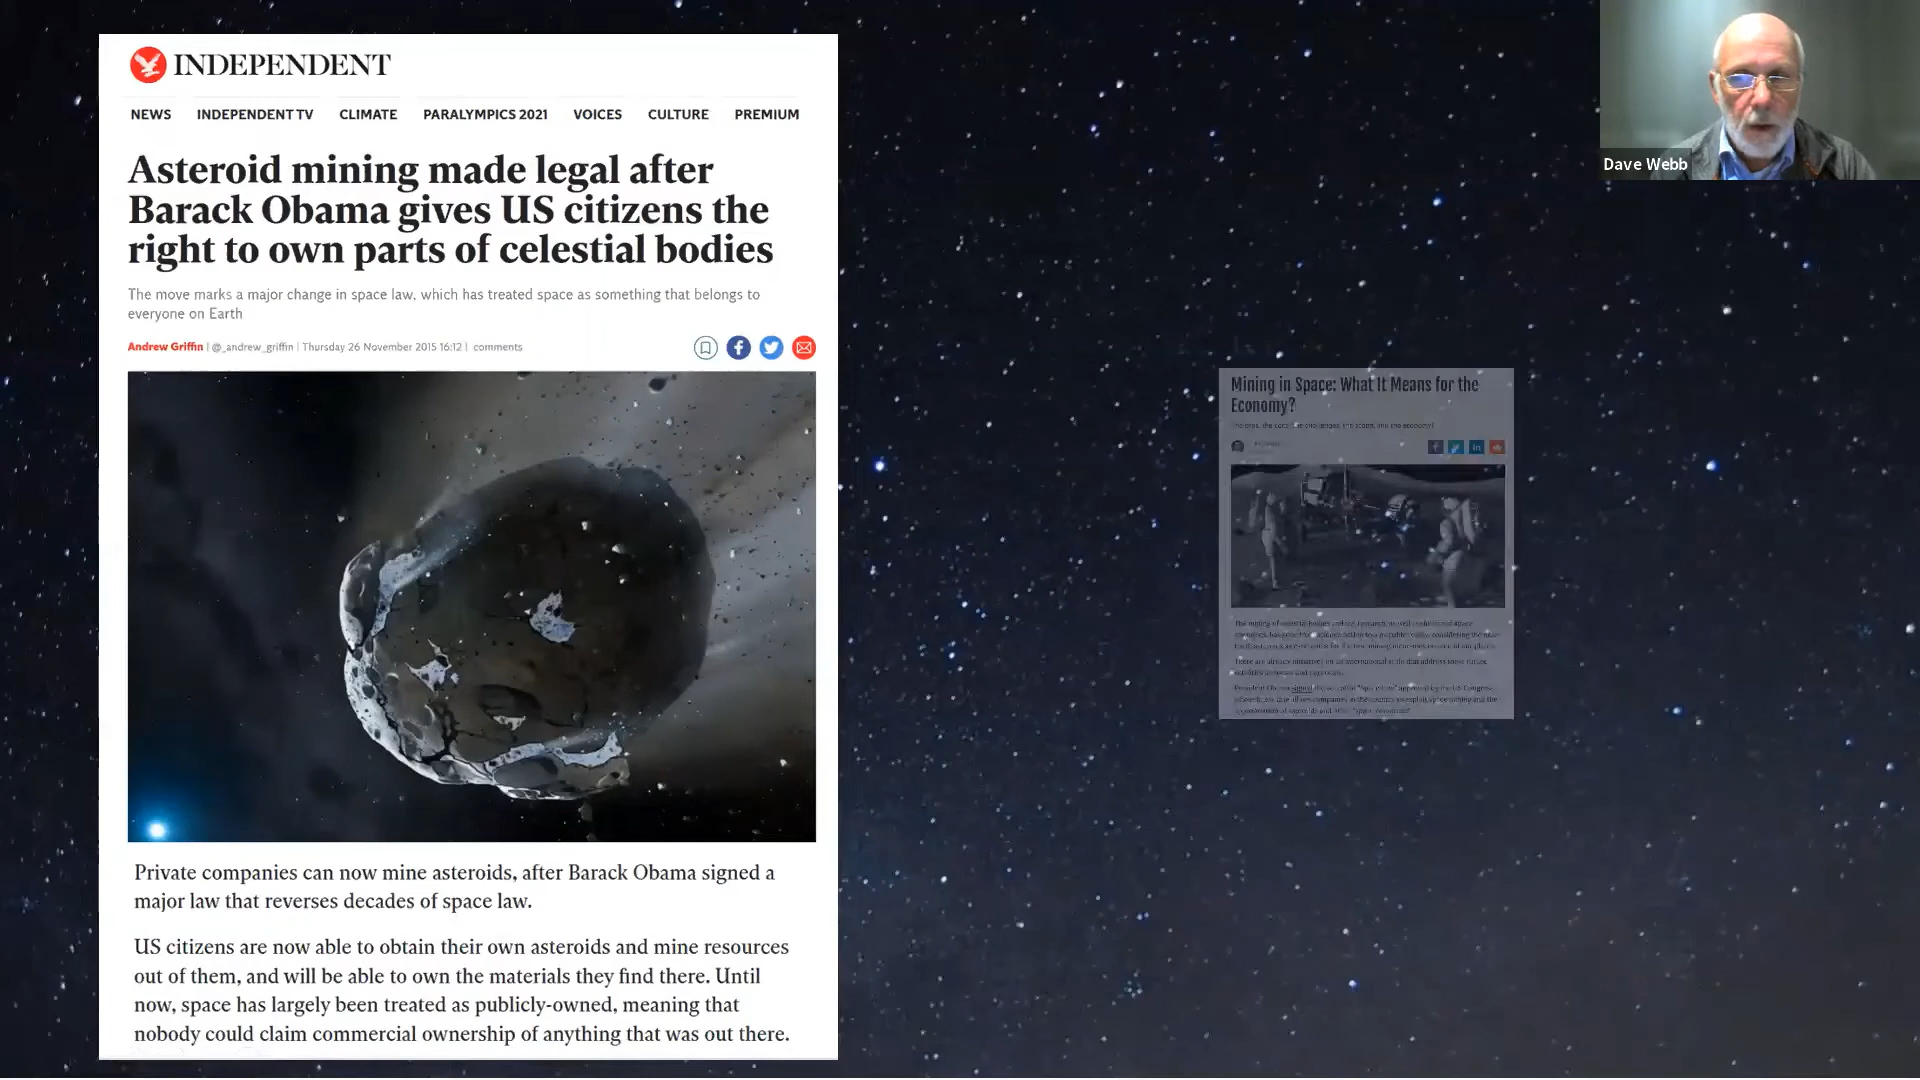 INDEPENDENT
NEWS INDEPENDENT TV CLIMATE PARALYMPICS 2021 VOICES CULTURE PREMIUM
Asteroid mining made legal after
Barack Obama gives US citizens the
right to own parts of celestial bodies
The move marks a major change in space law, which has treated space as something that belongs to
everyone on Earth
Andrew Griffin | @_andrew_griffin | Thursday 26 November 2015 16:12 | comments
Private companies can now mine asteroids, after Barack Obama signed a
major law that reverses decades of space law.
US citizens are now able to obtain their own asteroids and mine resources
out of them, and will be able to own the materials they find there. Until
now, space has largely been treated as publicly-owned, meaning that
nobody could claim commercial ownership of anything that was out there.
Mining in Space: What It Means for the
Economy?
Dave Webb